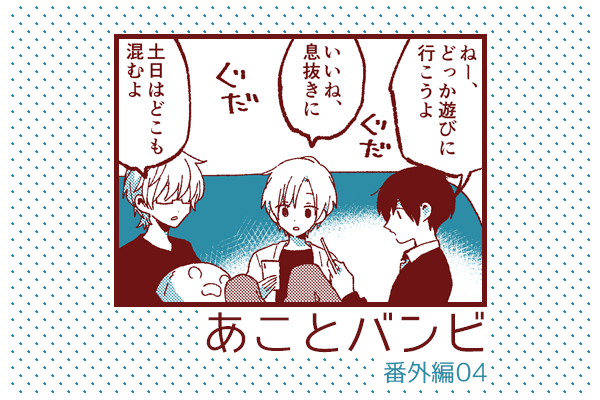 ねー、
どっか遊びに
行こうよ
いいね、
息抜きに
土日はどこも
混むよ
ぐだ
ぐだ
あことバンビ
番外編04